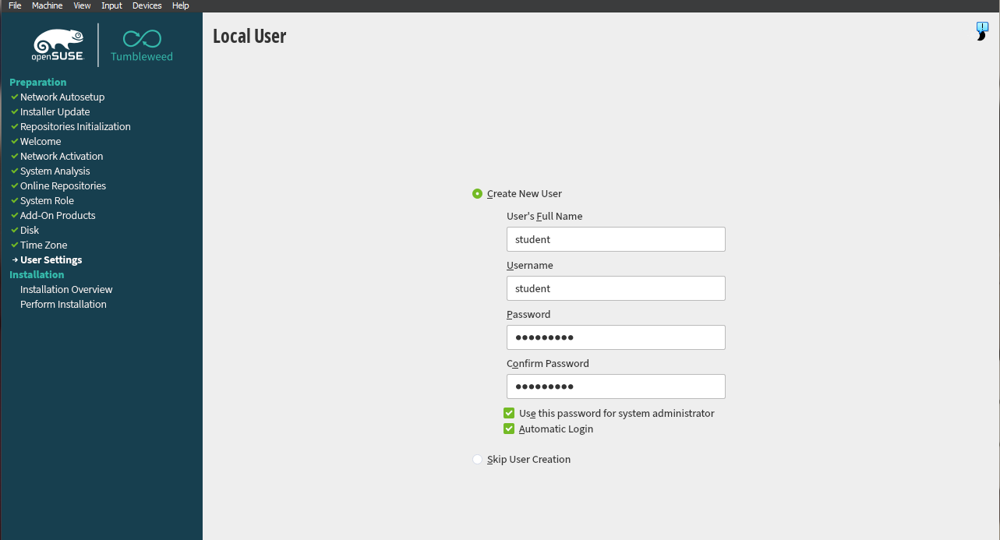 File Machine View Input Devices Help
openSUSE
Tumbleweed
Preparation
Network Autosetup
Installer Update
Repositories Initialization
Welcome
Network Activation
System Analysis
Online Repositories
System Role
Add-On Products
Disk
Time Zone
User Settings
Installation
Installation Overview
Perform Installation
Local User
Create New User
User's Full Name
student
Username
student
Password
●●●●●●●●●
Confirm Password
●●●●●●●●●
Use this password for system administrator
Automatic Login
Skip User Creation